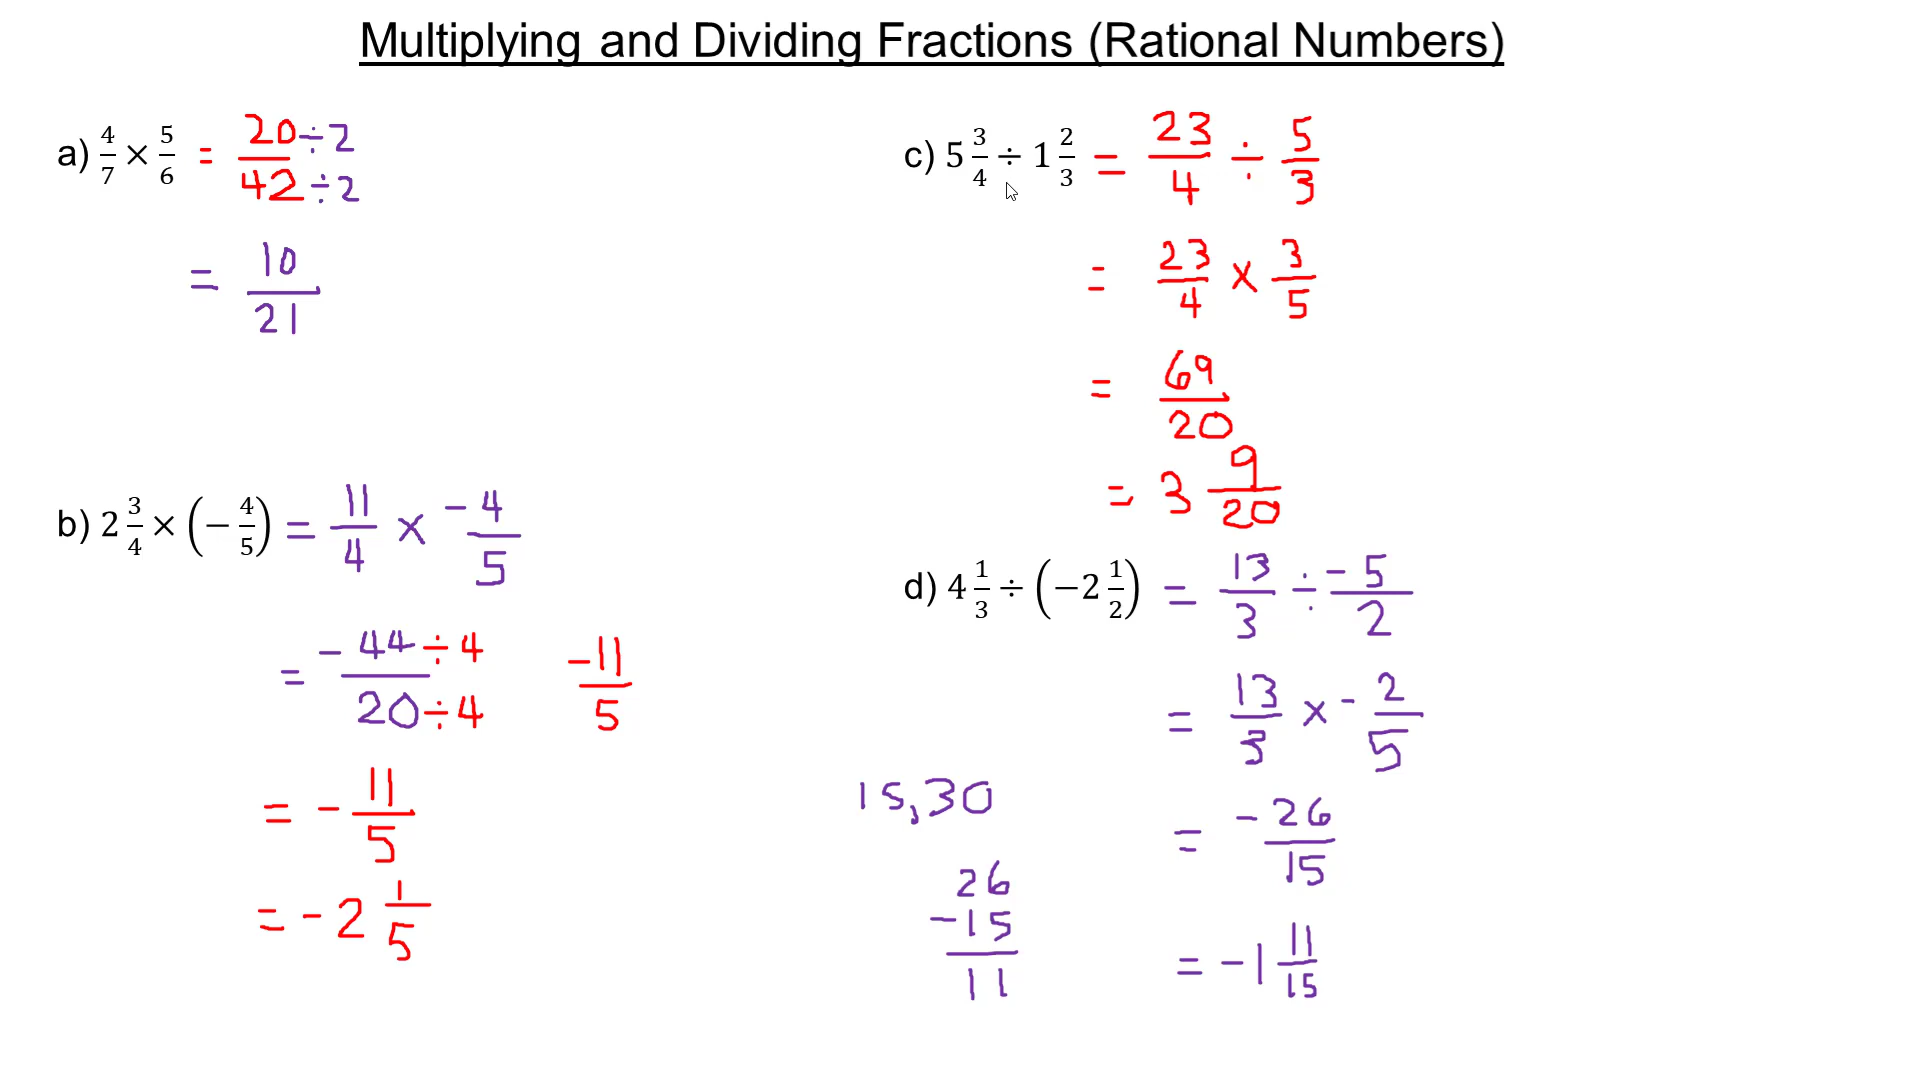 Multiplying and Dividing Fractions (Rational Numbers)
a) 4/7 × 5/6 = 20÷2/42÷2
= 10/21
b) 2 3/4 × (− 4/5) = 11/4 × -4/5
= -44÷4/20÷4
-11/5
= - 11/5
= -2 1/5
c) 5 3/4 ÷ 1 2/3 = 23/4 ÷ 5/3
= 23/4 × 3/5
= 69/20
= 3 9/20
d) 4 1/3 ÷ (−2 1/2) = 13/3 ÷ -5/2
= 13/3 × - 2/5
= -26/15
= -1 11/15
15,30
26
-15
11